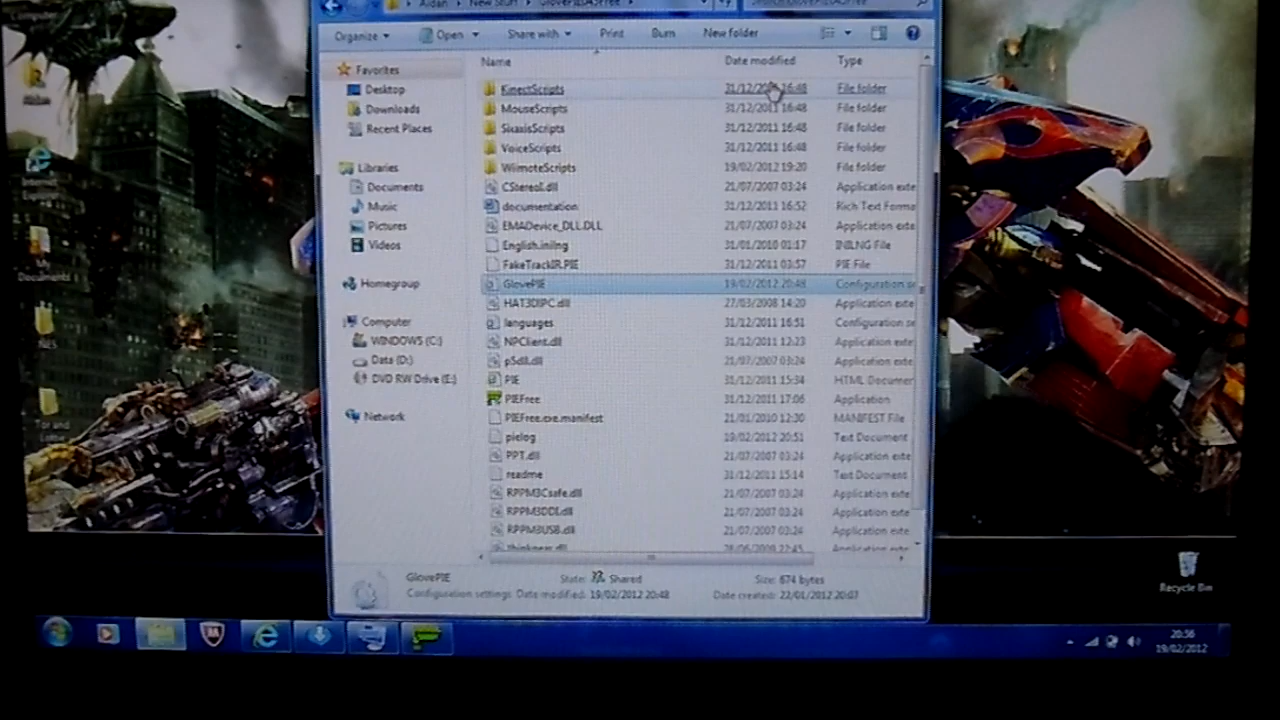 Aidan New Stuff
Organize Open Share with Print Burn New folder
Name Date modified Type
Favorites
Desktop
Downloads
Recent Places
Libraries
Documents
Music
Pictures
Videos
Homegroup
Computer
WINDOWS (C:)
Data (D:)
DVD RW Drive (E:)
Network
KinectScripts 16:48 File folder
MouseScripts 31/12/2011 16:48 File folder
SixaxisScripts 31/12/2011 16:48 File folder
VoiceScripts 31/12/2011 16:48 File folder
WiimoteScripts 19/02/2012 19:20 File folder
CStereoI.dll 21/07/2007 03:24 Application exte
documentation 31/12/2011 16:52 Rich Text Forma
EMADevice_DLL.DLL 21/07/2007 03:24 Application exte
English.inilng 31/01/2010 01:17 INILNG File
FakeTrackIR.PIE 31/12/2011 03:57 PIE File
GlovePIE 19/02/2012 20:48 Configuration se
HAT3DIPC.dll 27/03/2008 14:20 Application exte
languages 31/12/2011 16:51 Configuration se
NPClient.dll 31/12/2011 12:23 Application exte
p5dll.dll 21/07/2007 03:24 Application exte
PIE 31/12/2011 15:34 HTML Documen
PIEFree 31/12/2011 17:06 Application
PIEFree.exe.manifest 21/01/2010 12:30 MANIFEST File
pielog 19/02/2012 20:51 Text Document
PPT.dll 21/07/2007 03:24 Application exte
readme 31/12/2011 15:14 Text Document
RPPM3Csafe.dll 21/07/2007 03:24 Application exte
RPPM3DDI.dll 21/07/2007 03:24 Application exte
RPPM3USB.dll 21/07/2007 03:24 Application exte
thinkgear.dll 22:45 Application exte
GlovePIE State: Shared Size: 674 bytes
Configuration settings Date modified: 19/02/2012 20:48 Date created: 22/01/2012 20:07
Aidan
Documents
Recycle Bin
20:56
19/02/2012